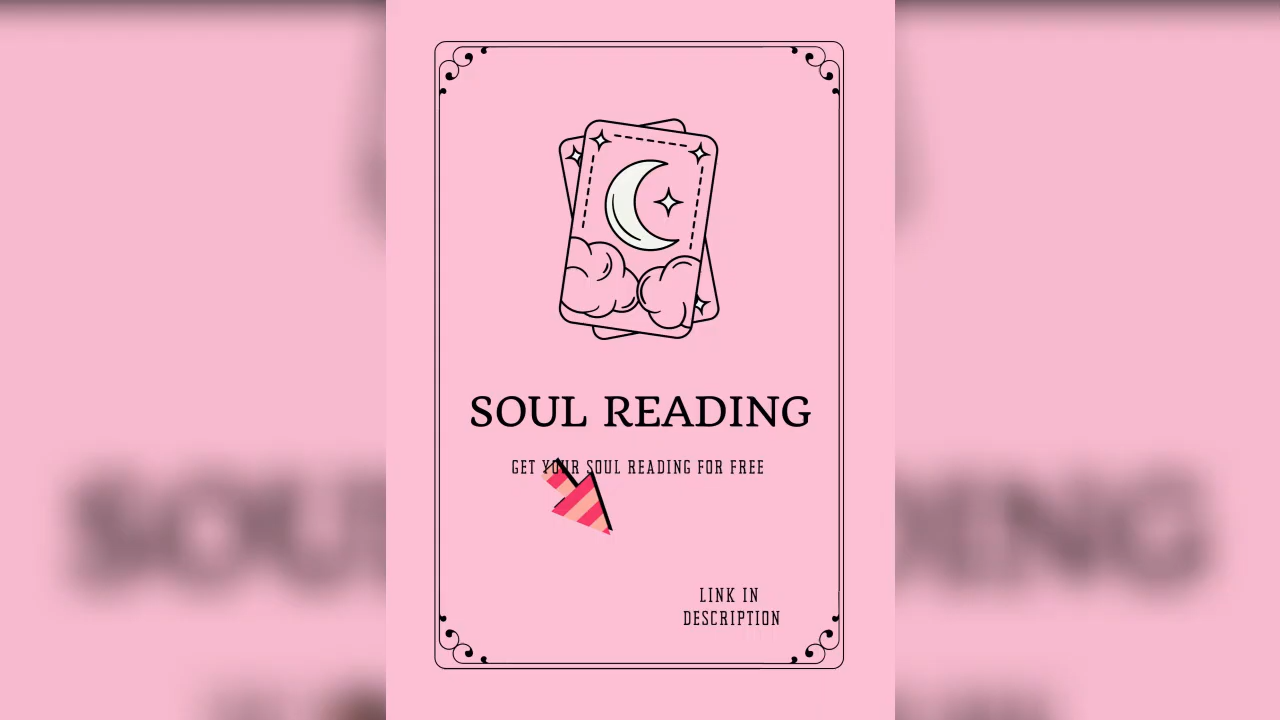 SOUL READING
GET YOUR SOUL READING FOR FREE
LINK IN
DESCRIPTION